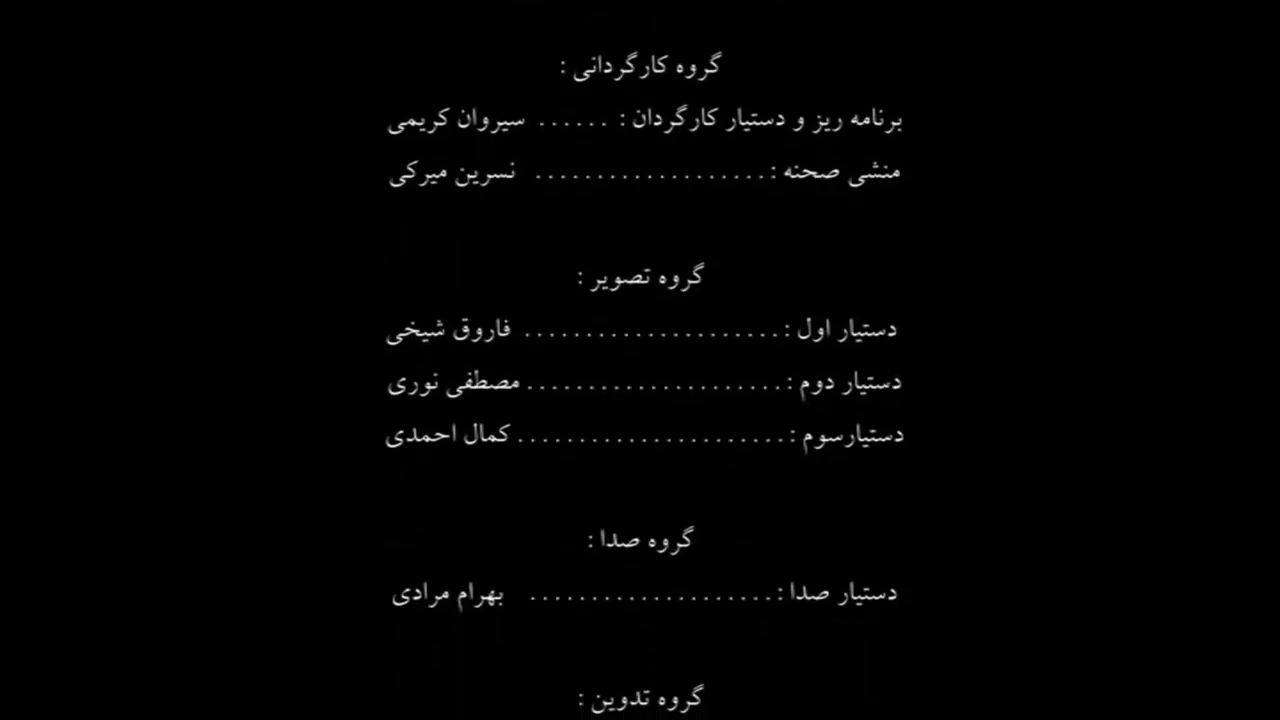 گروه کارگردانی :
برنامه ریز و دستیار کارگردان : . . . . . . سیروان کریمی
منشی صحنه : . . . . . . . . . . . . . . . . . . . نسرین میرکی
گروه تصویر :
دستیار اول : . . . . . . . . . . . . . . . . . . . . . فاروق شیخی
دستیار دوم : . . . . . . . . . . . . . . . . . . . . . مصطفی نوری
دستیارسوم : . . . . . . . . . . . . . . . . . . . . . . کمال احمدی
گروه صدا :
دستیار صدا : . . . . . . . . . . . . . . . . . . . . بهرام مرادی
گروه تدوین :